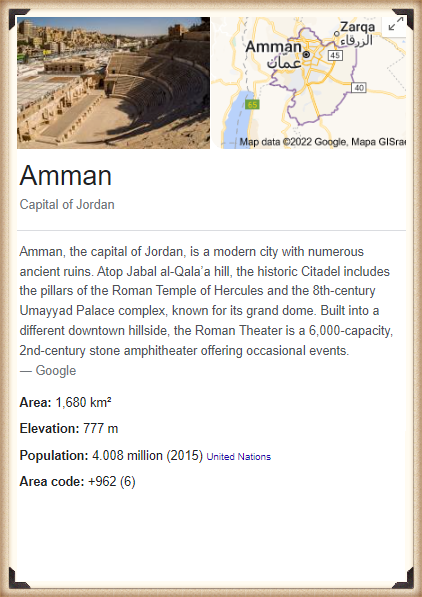 Zarqa
الزرقاء
Amman
عمّان
45
40
65
Map data ©2022 Google, Mapa GISrae
Amman
Capital of Jordan
Amman, the capital of Jordan, is a modern city with numerous
ancient ruins. Atop Jabal al-Qala’a hill, the historic Citadel includes
the pillars of the Roman Temple of Hercules and the 8th-century
Umayyad Palace complex, known for its grand dome. Built into a
different downtown hillside, the Roman Theater is a 6,000-capacity,
2nd-century stone amphitheater offering occasional events.
— Google
Area: 1,680 km²
Elevation: 777 m
Population: 4.008 million (2015) United Nations
Area code: +962 (6)